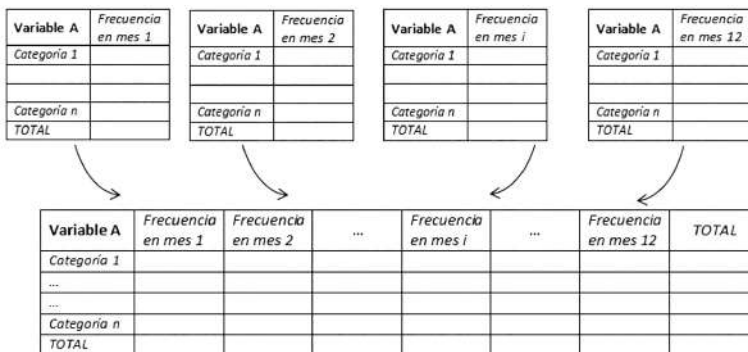 Variable A Frecuencia en mes 1
Categoría 1
Categoría n
TOTAL
Variable A Frecuencia en mes 2
Categoría 1
Categoría n
TOTAL
Variable A Frecuencia en mes i
Categoría 1
Categoría n
TOTAL
Variable A Frecuencia en mes 12
Categoría 1
Categoría n
TOTAL
Variable A Frecuencia en mes 1 Frecuencia en mes 2 ... Frecuencia en mes i ... Frecuencia en mes 12 TOTAL
Categoría 1
...
...
Categoría n
TOTAL